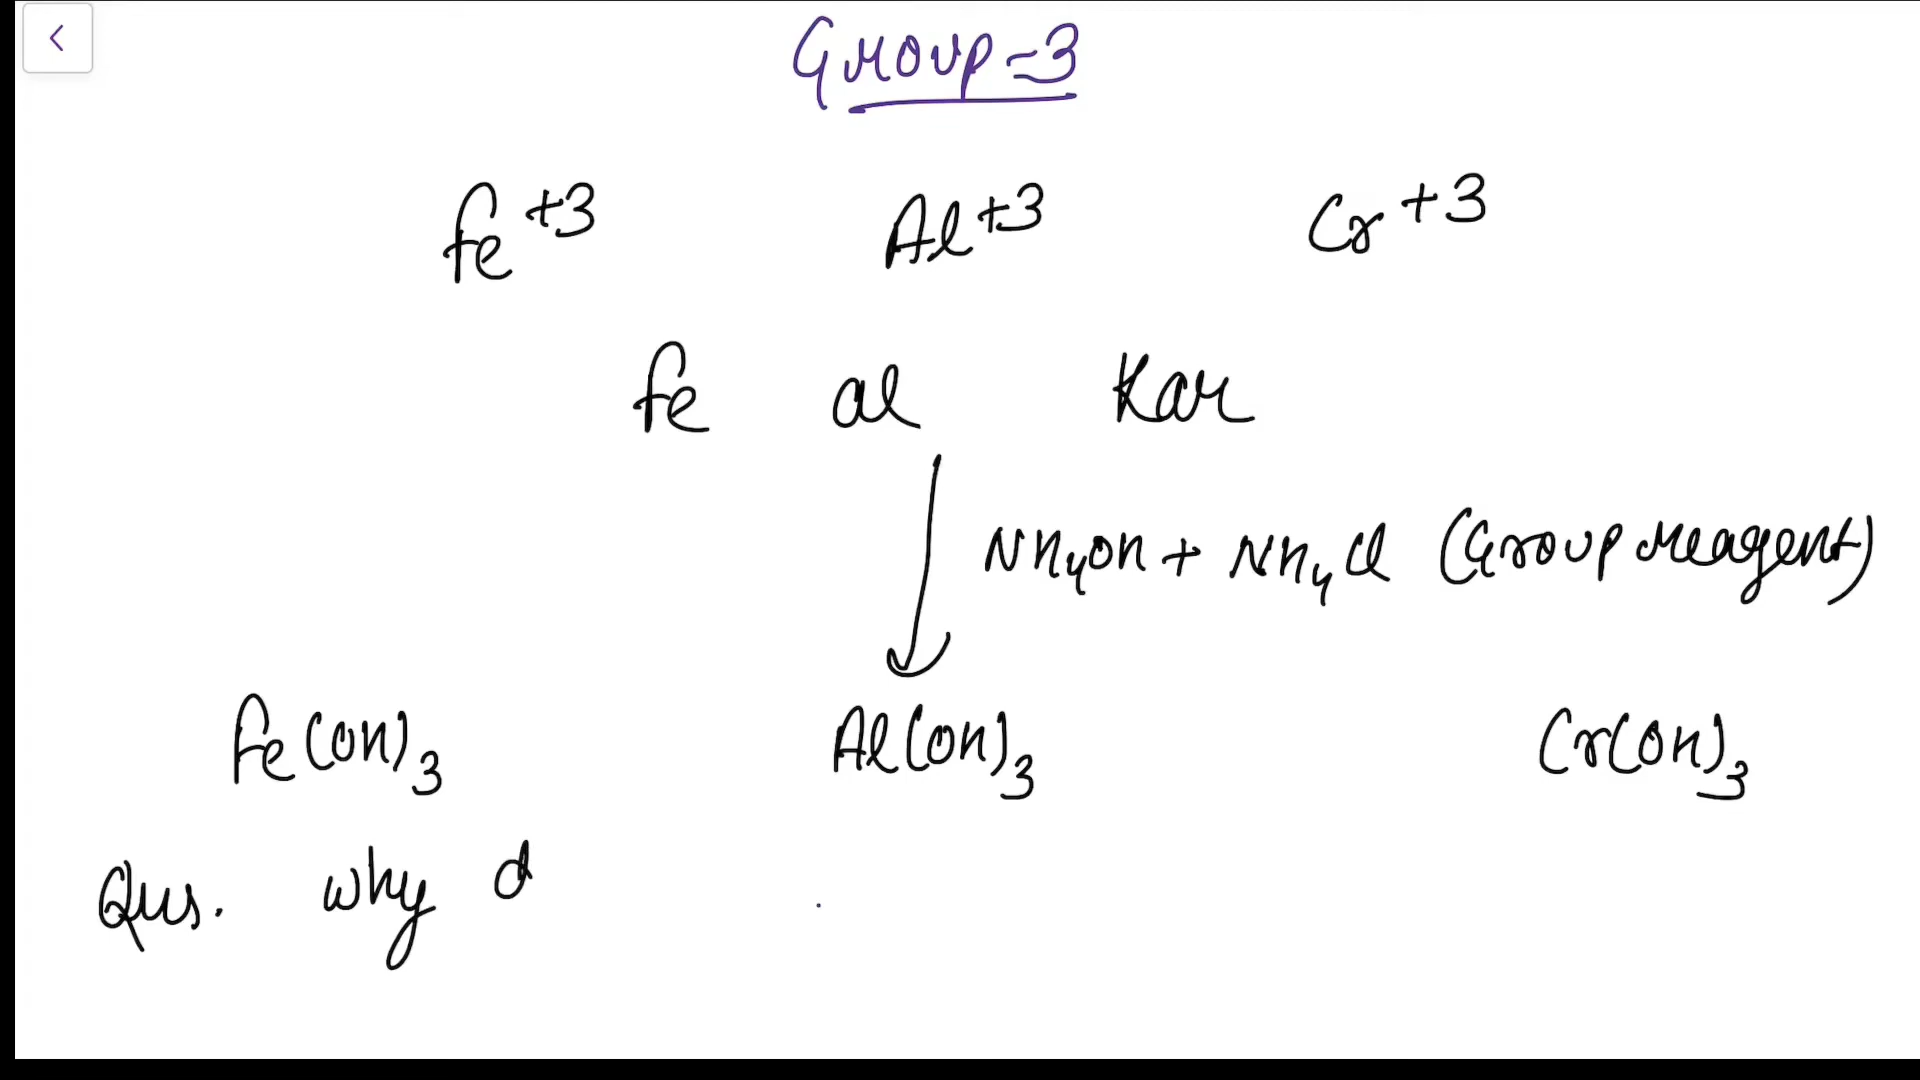 Group-3
Fe+3 Al+3 Cr+3
Fe al Kar
NH4OH + NH4Cl (Group reagent)
Fe(OH)3 Al(OH)3 Cr(OH)3
Qus. why d